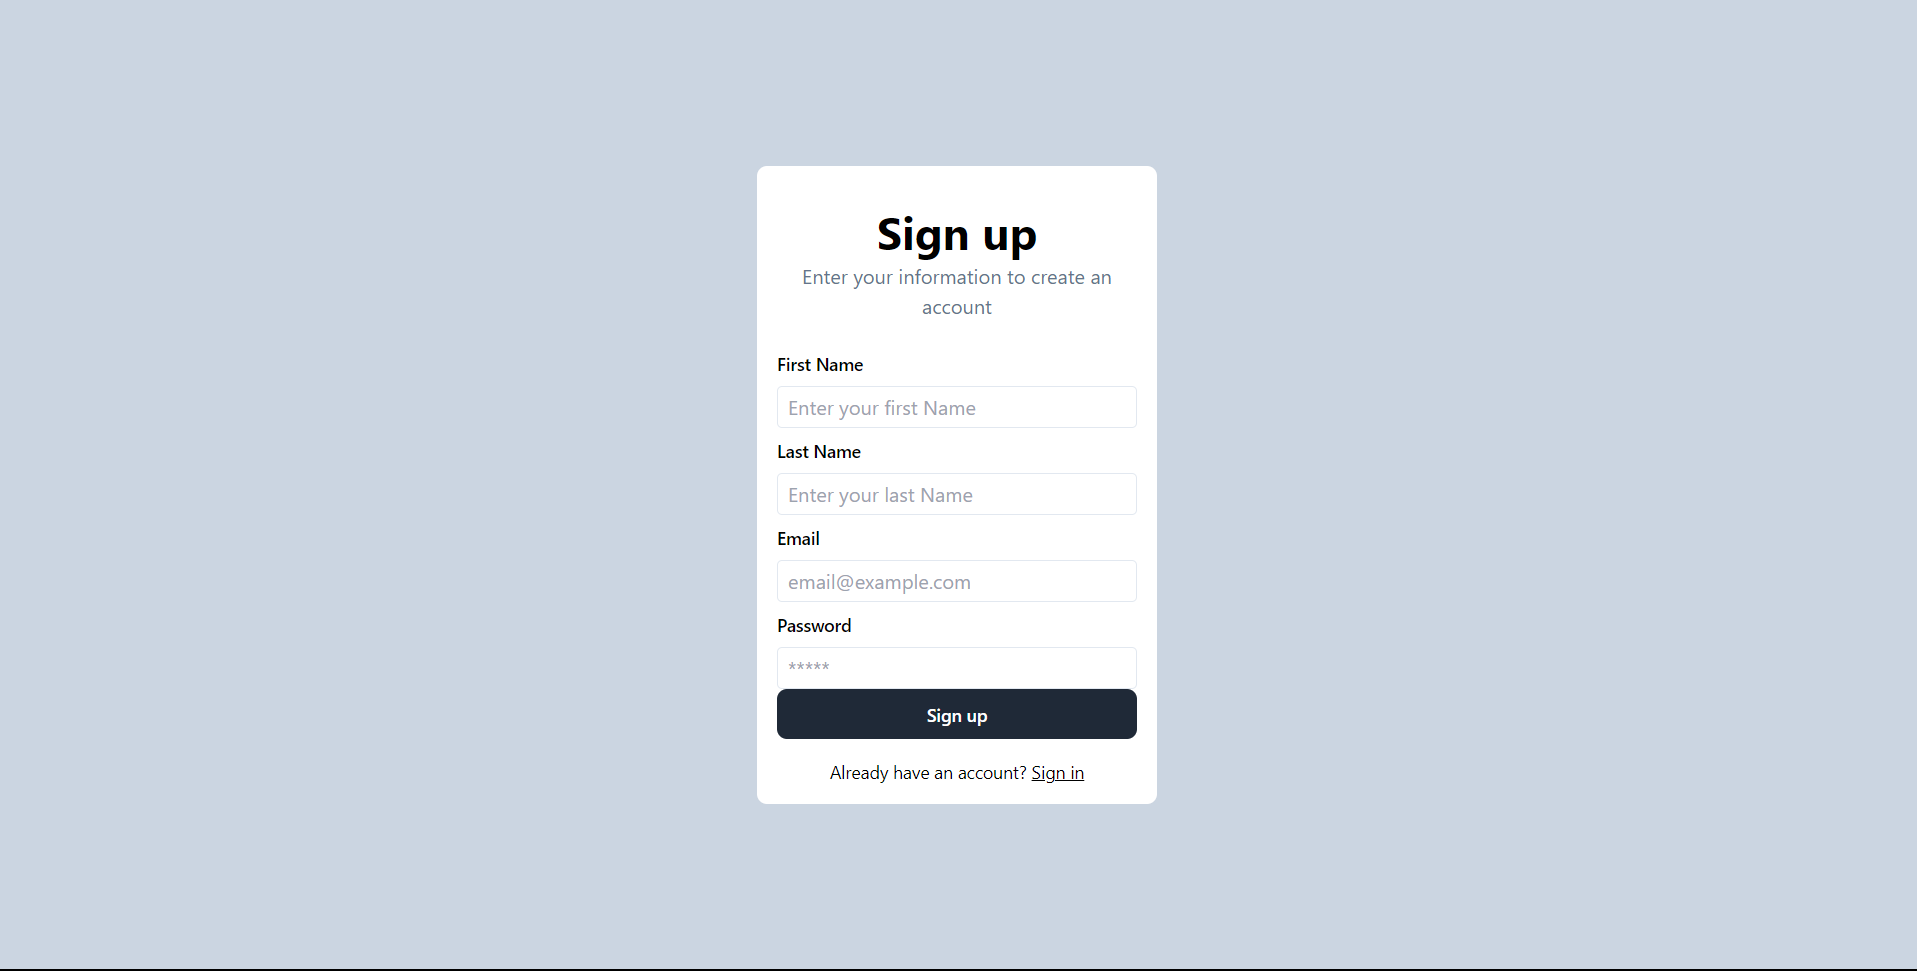 Sign up
Enter your information to create an
account
First Name
Enter your first Name
Last Name
Enter your last Name
Email
email@example.com
Password
*****
Sign up
Already have an account? Sign in